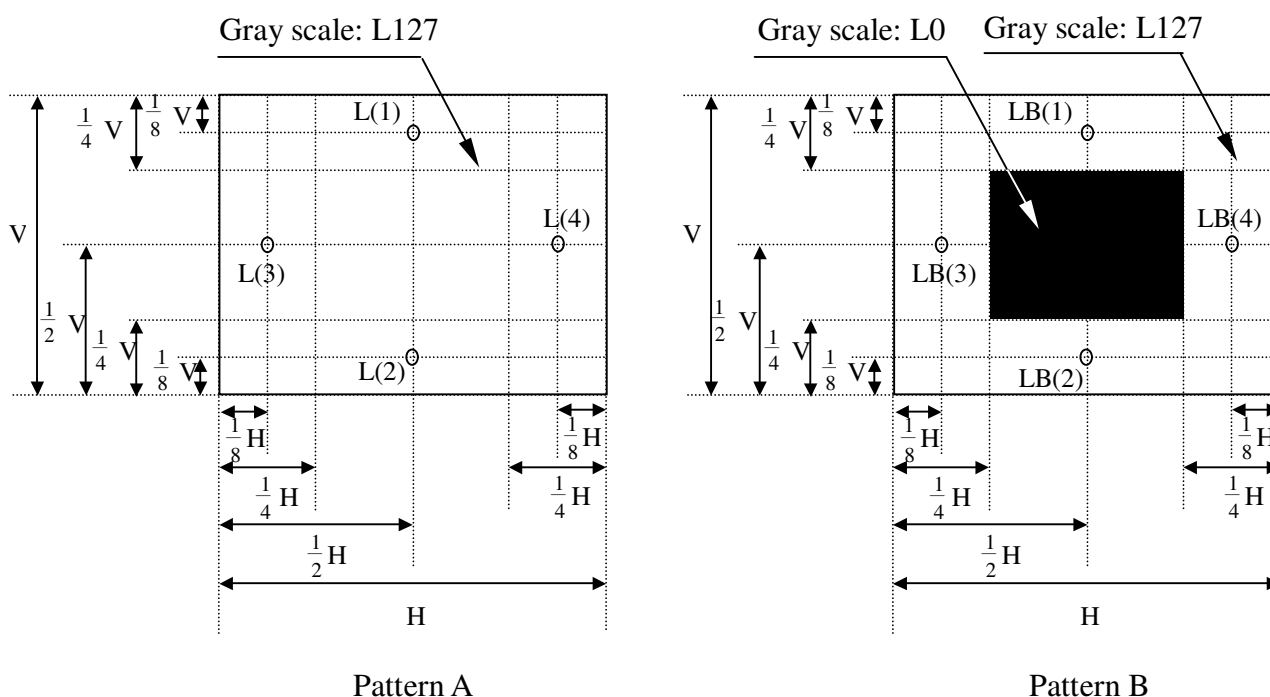 Gray scale: L127
L(1)
L(4)
L(3)
L(2)
V
1/4 V
1/8 V
1/2 V
1/4 V
1/8 V
1/8 H
1/8 H
1/4 H
1/4 H
1/2 H
H
Pattern A
Gray scale: L0
Gray scale: L127
LB(1)
LB(4)
LB(3)
LB(2)
V
1/4 V
1/8 V
1/2 V
1/4 V
1/8 V
1/8 H
1/8 H
1/4 H
1/4 H
1/2 H
H
Pattern B